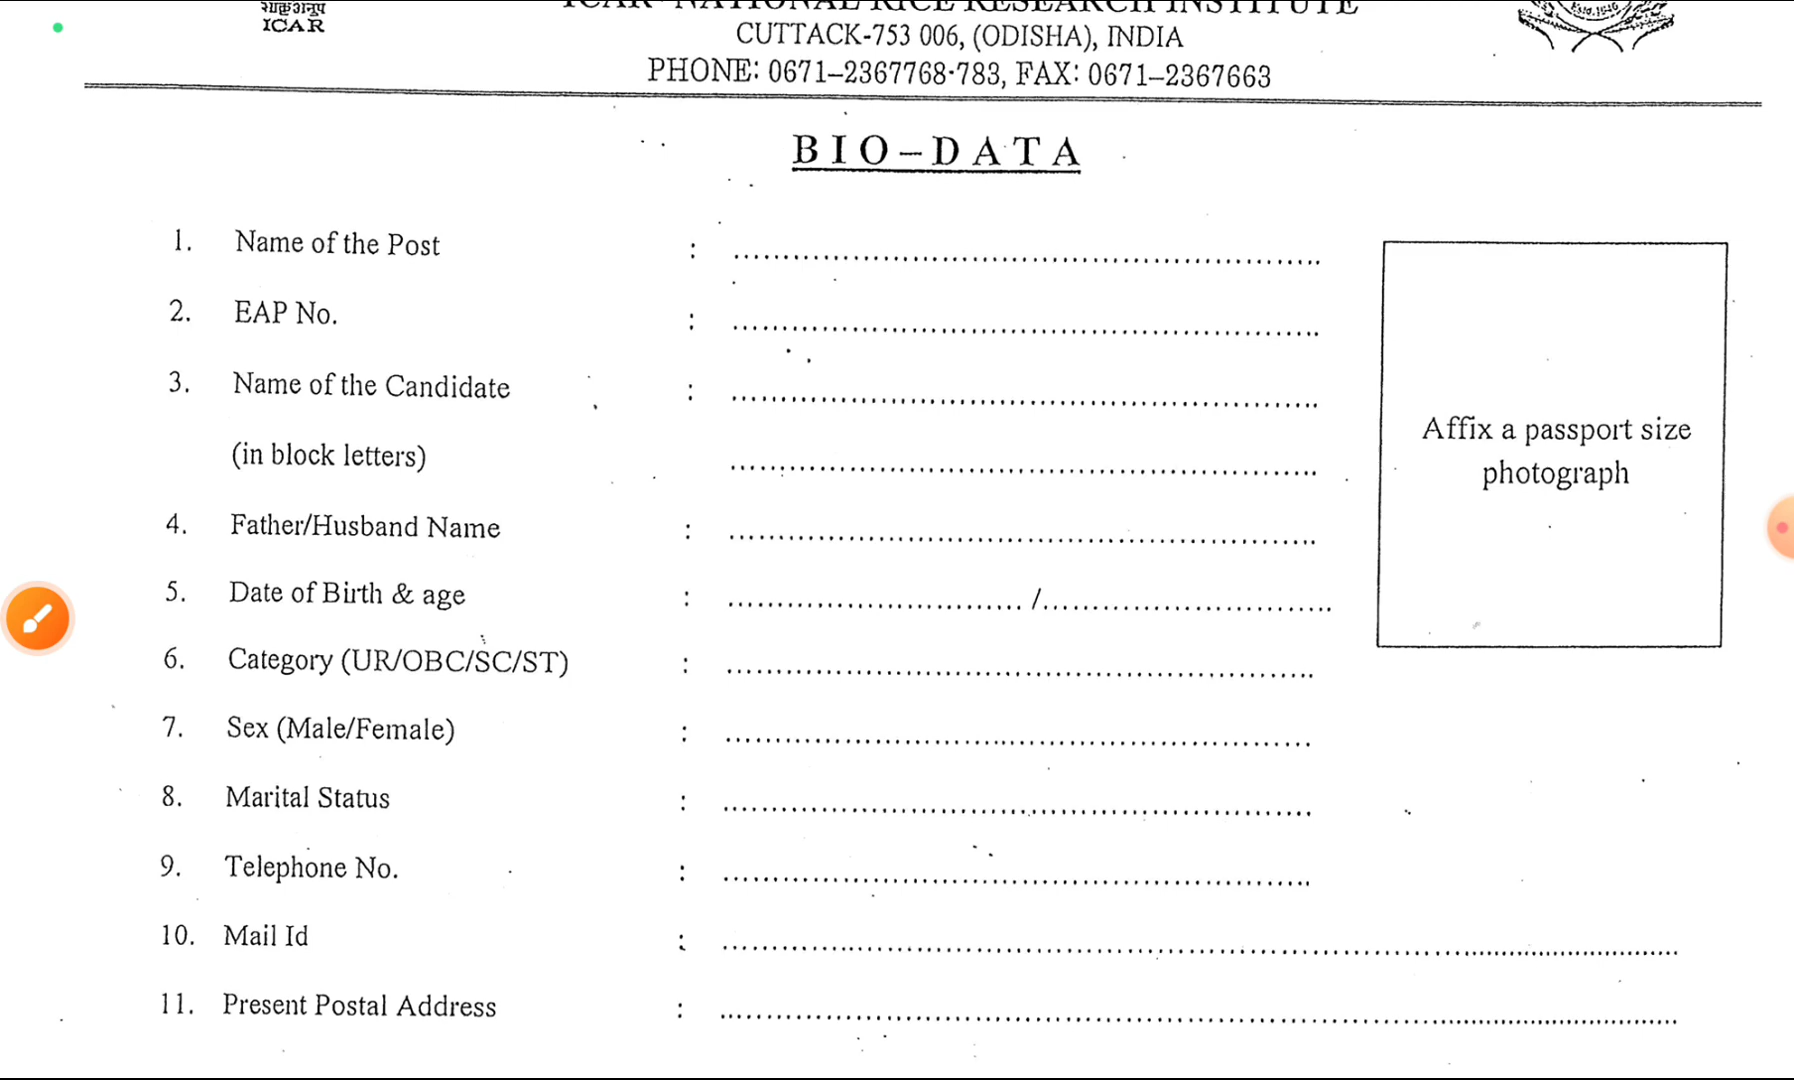 भाकृअनुप
ICAR
ICAR-NATIONAL RICE RESEARCH INSTITUTE
CUTTACK-753 006, (ODISHA), INDIA
PHONE: 0671–2367768-783, FAX: 0671–2367663
Estd.1946
BIO–DATA
1. Name of the Post : ..........
2. EAP No. : ..........
3. Name of the Candidate : ..........
(in block letters) ..........
Affix a passport size
photograph
4. Father/Husband Name : ..........
5. Date of Birth & age : ........../..........
6. Category (UR/OBC/SC/ST) : ..........
7. Sex (Male/Female) : ..........
8. Marital Status : ..........
9. Telephone No. : ..........
10. Mail Id : ..........
11. Present Postal Address : ..........